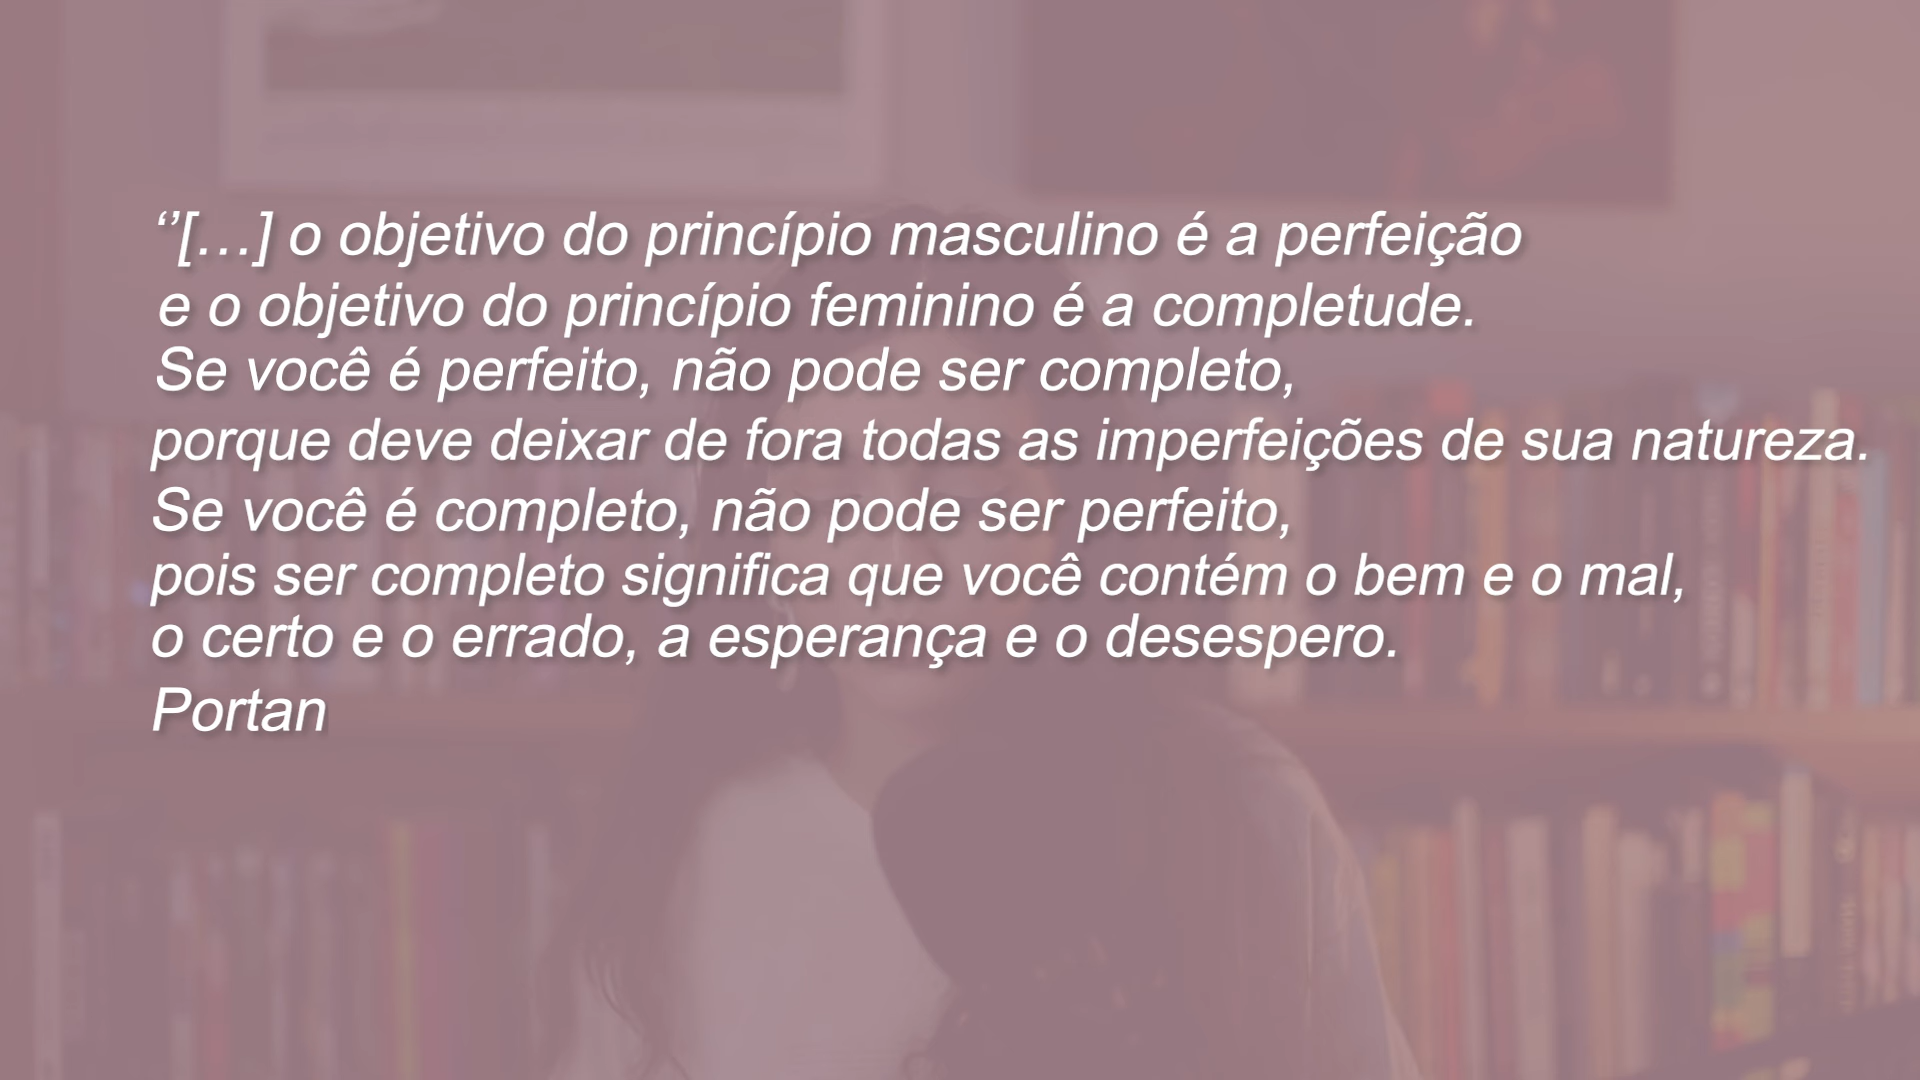 ‘’[…] o objetivo do princípio masculino é a perfeição
e o objetivo do princípio feminino é a completude.
Se você é perfeito, não pode ser completo,
porque deve deixar de fora todas as imperfeições de sua natureza.
Se você é completo, não pode ser perfeito,
pois ser completo significa que você contém o bem e o mal,
o certo e o errado, a esperança e o desespero.
Portan